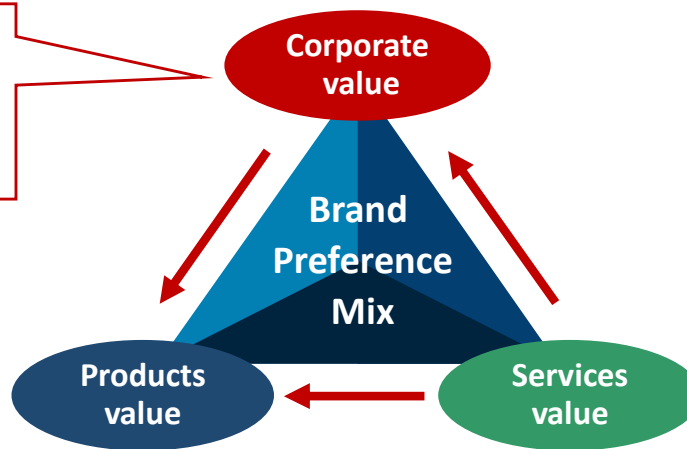 Corporate
value
Brand
Preference
Mix
Products
value
Services
value